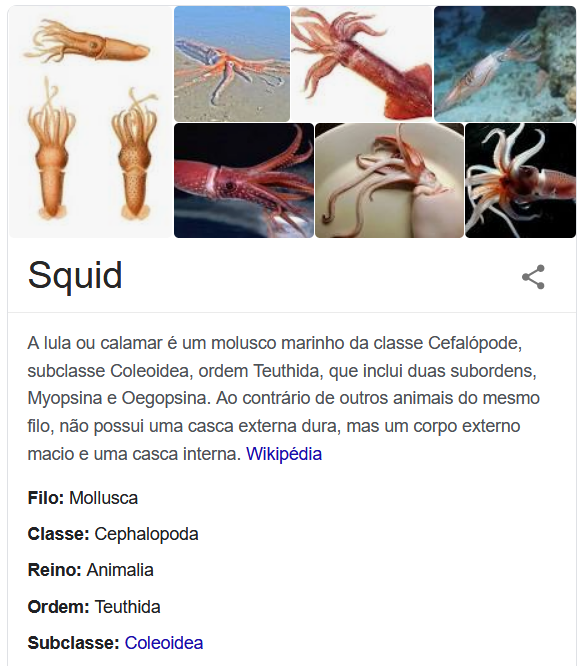 Squid
A lula ou calamar é um molusco marinho da classe Cefalópode,
subclasse Coleoidea, ordem Teuthida, que inclui duas subordens,
Myopsina e Oegopsina. Ao contrário de outros animais do mesmo
filo, não possui uma casca externa dura, mas um corpo externo
macio e uma casca interna. Wikipédia
Filo: Mollusca
Classe: Cephalopoda
Reino: Animalia
Ordem: Teuthida
Subclasse: Coleoidea